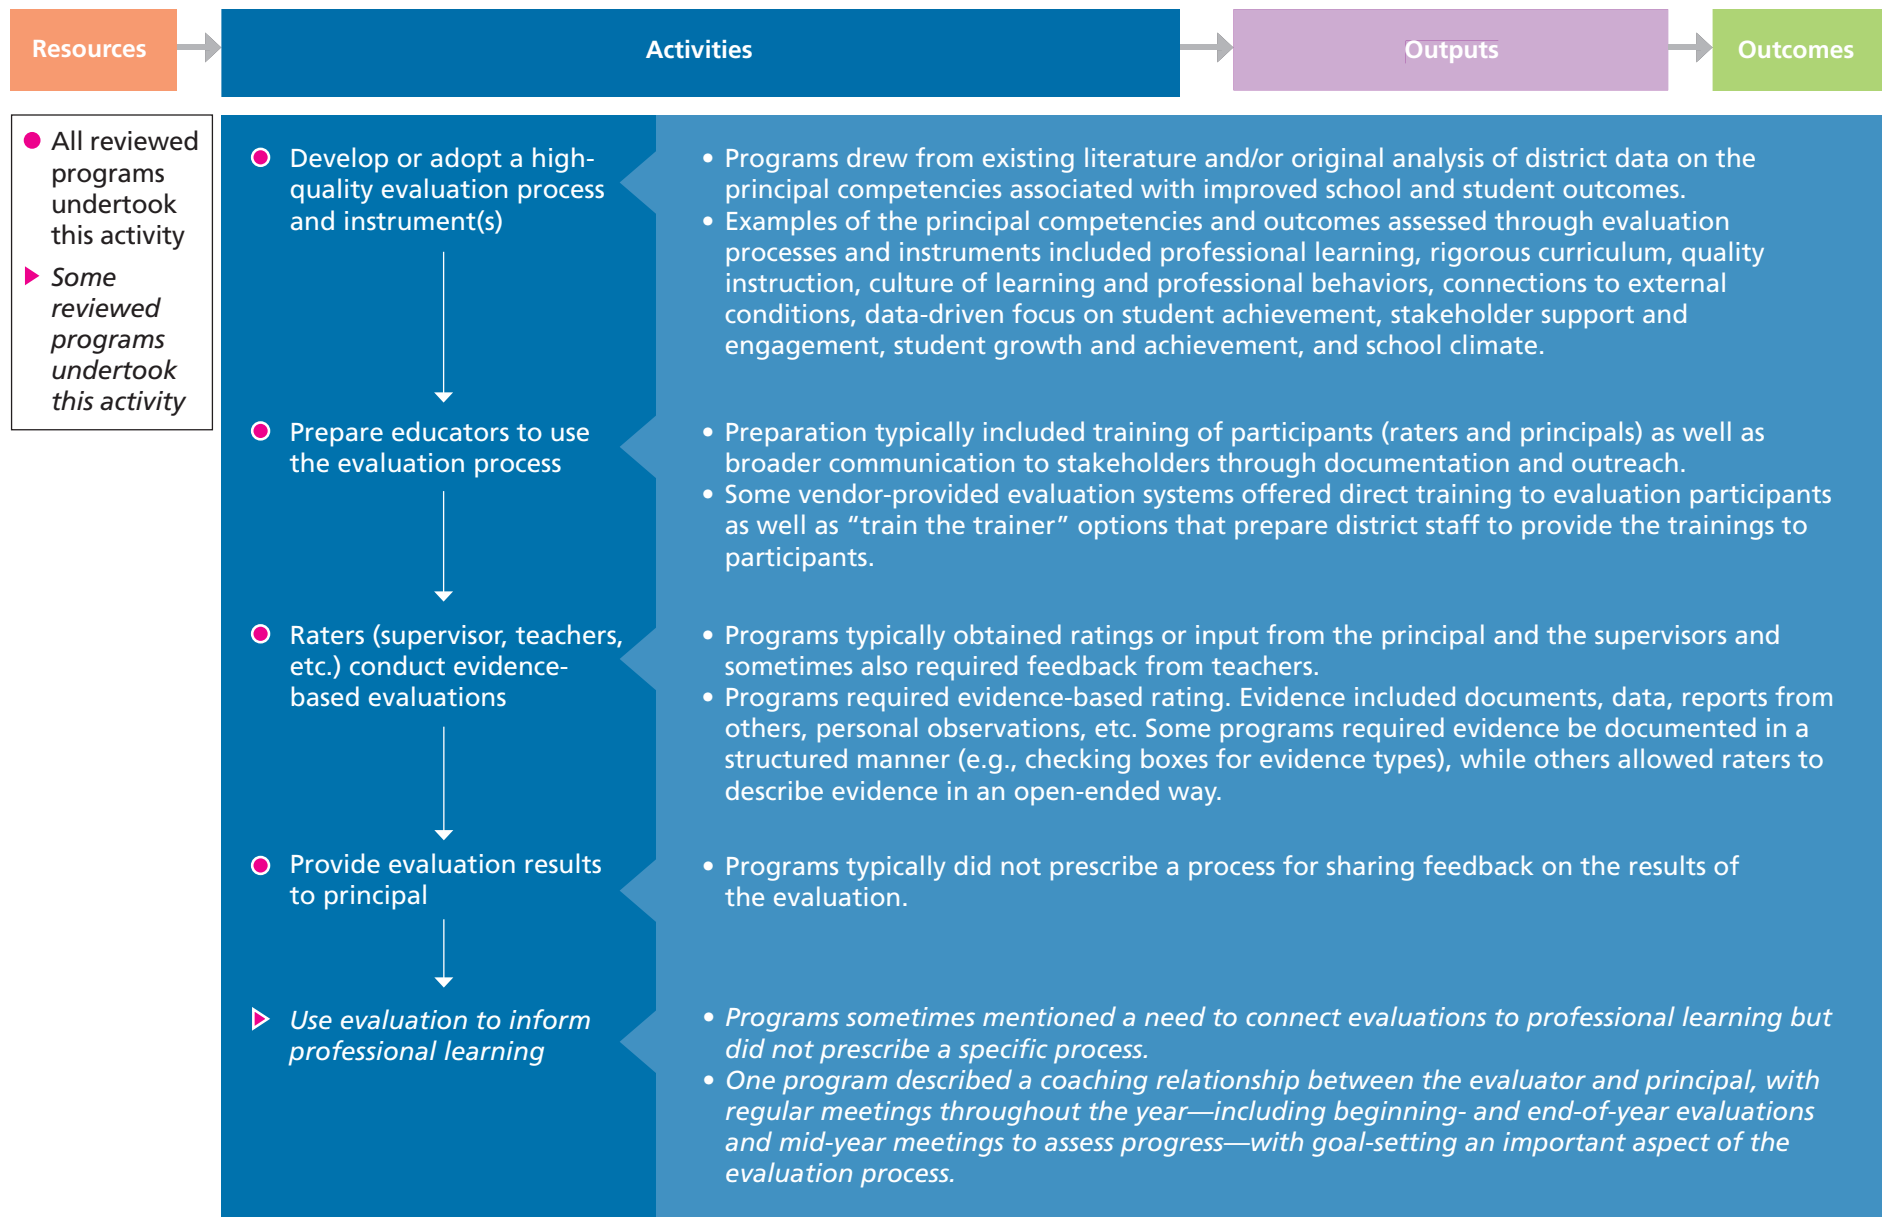 Resources
Activities
Outputs
Outcomes
All reviewed
programs
undertook
this activity
Some
reviewed
programs
undertook
this activity
Develop or adopt a high-
quality evaluation process
and instrument(s)
• Programs drew from existing literature and/or original analysis of district data on the
principal competencies associated with improved school and student outcomes.
• Examples of the principal competencies and outcomes assessed through evaluation
processes and instruments included professional learning, rigorous curriculum, quality
instruction, culture of learning and professional behaviors, connections to external
conditions, data-driven focus on student achievement, stakeholder support and
engagement, student growth and achievement, and school climate.
Prepare educators to use
the evaluation process
• Preparation typically included training of participants (raters and principals) as well as
broader communication to stakeholders through documentation and outreach.
• Some vendor-provided evaluation systems offered direct training to evaluation participants
as well as “train the trainer” options that prepare district staff to provide the trainings to
participants.
Raters (supervisor, teachers,
etc.) conduct evidence-
based evaluations
• Programs typically obtained ratings or input from the principal and the supervisors and
sometimes also required feedback from teachers.
• Programs required evidence-based rating. Evidence included documents, data, reports from
others, personal observations, etc. Some programs required evidence be documented in a
structured manner (e.g., checking boxes for evidence types), while others allowed raters to
describe evidence in an open-ended way.
Provide evaluation results
to principal
• Programs typically did not prescribe a process for sharing feedback on the results of
the evaluation.
Use evaluation to inform
professional learning
• Programs sometimes mentioned a need to connect evaluations to professional learning but
did not prescribe a specific process.
• One program described a coaching relationship between the evaluator and principal, with
regular meetings throughout the year—including beginning- and end-of-year evaluations
and mid-year meetings to assess progress—with goal-setting an important aspect of the
evaluation process.